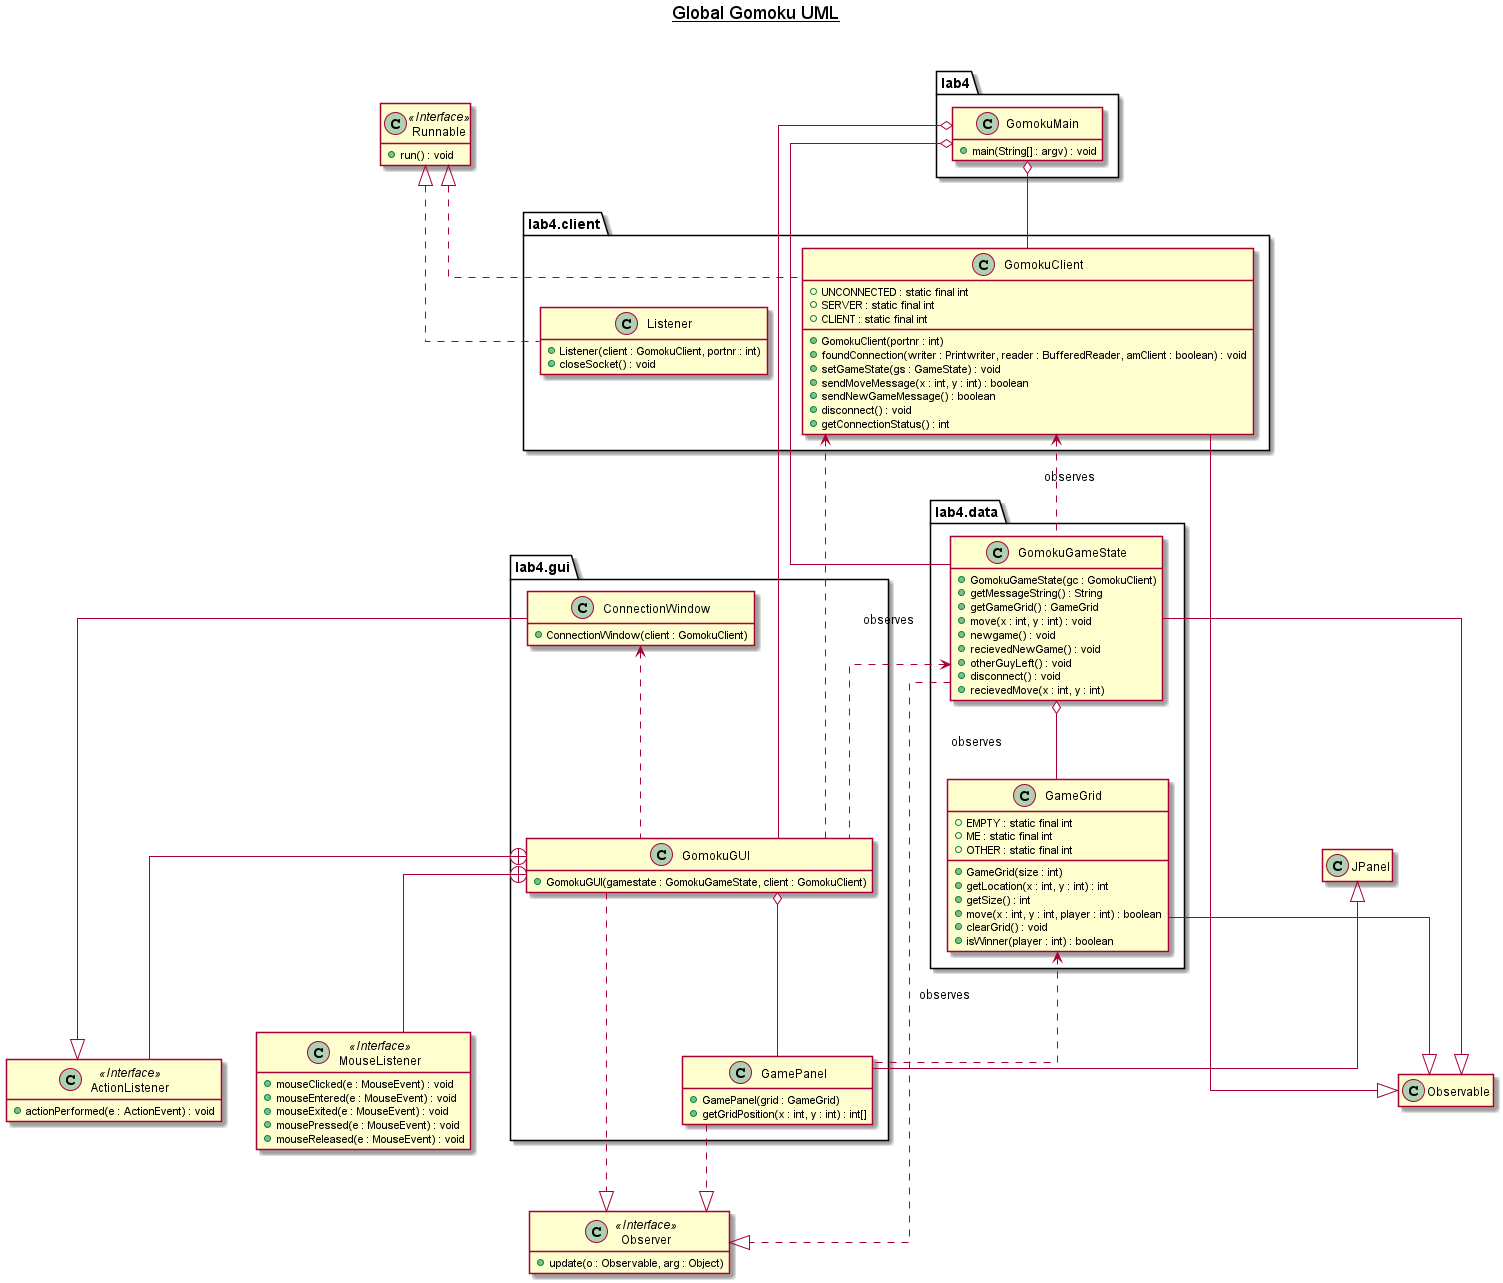 Global Gomoku UML
lab4
C GomokuMain
main(String[] : argv) : void
«Interface»
C Runnable
run() : void
lab4.client
C GomokuClient
UNCONNECTED : static final int
SERVER : static final int
CLIENT : static final int
GomokuClient(portnr : int)
foundConnection(writer : Printwriter, reader : BufferedReader, amClient : boolean) : void
setGameState(gs : GameState) : void
sendMoveMessage(x : int, y : int) : boolean
sendNewGameMessage() : boolean
disconnect() : void
getConnectionStatus() : int
C Listener
Listener(client : GomokuClient, portnr : int)
closeSocket() : void
observes
lab4.data
C GomokuGameState
GomokuGameState(gc : GomokuClient)
getMessageString() : String
getGameGrid() : GameGrid
move(x : int, y : int) : void
newgame() : void
recievedNewGame() : void
otherGuyLeft() : void
disconnect() : void
recievedMove(x : int, y : int)
lab4.gui
C ConnectionWindow
ConnectionWindow(client : GomokuClient)
observes
observes
C GameGrid
EMPTY : static final int
ME : static final int
OTHER : static final int
GameGrid(size : int)
getLocation(x : int, y : int) : int
getSize() : int
move(x : int, y : int, player : int) : boolean
clearGrid() : void
isWinner(player : int) : boolean
C GomokuGUI
GomokuGUI(gamestate : GomokuGameState, client : GomokuClient)
C JPanel
observes
«Interface»
C ActionListener
actionPerformed(e : ActionEvent) : void
«Interface»
C MouseListener
mouseClicked(e : MouseEvent) : void
mouseEntered(e : MouseEvent) : void
mouseExited(e : MouseEvent) : void
mousePressed(e : MouseEvent) : void
mouseReleased(e : MouseEvent) : void
C GamePanel
GamePanel(grid : GameGrid)
getGridPosition(x : int, y : int) : int[]
C Observable
«Interface»
C Observer
update(o : Observable, arg : Object)